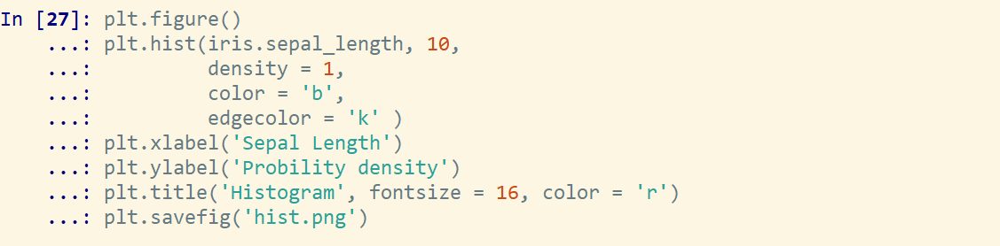 In [27]: plt.figure()
    ...: plt.hist(iris.sepal_length, 10,
    ...:          density = 1,
    ...:          color = 'b',
    ...:          edgecolor = 'k' )
    ...: plt.xlabel('Sepal Length')
    ...: plt.ylabel('Probility density')
    ...: plt.title('Histogram', fontsize = 16, color = 'r')
    ...: plt.savefig('hist.png')